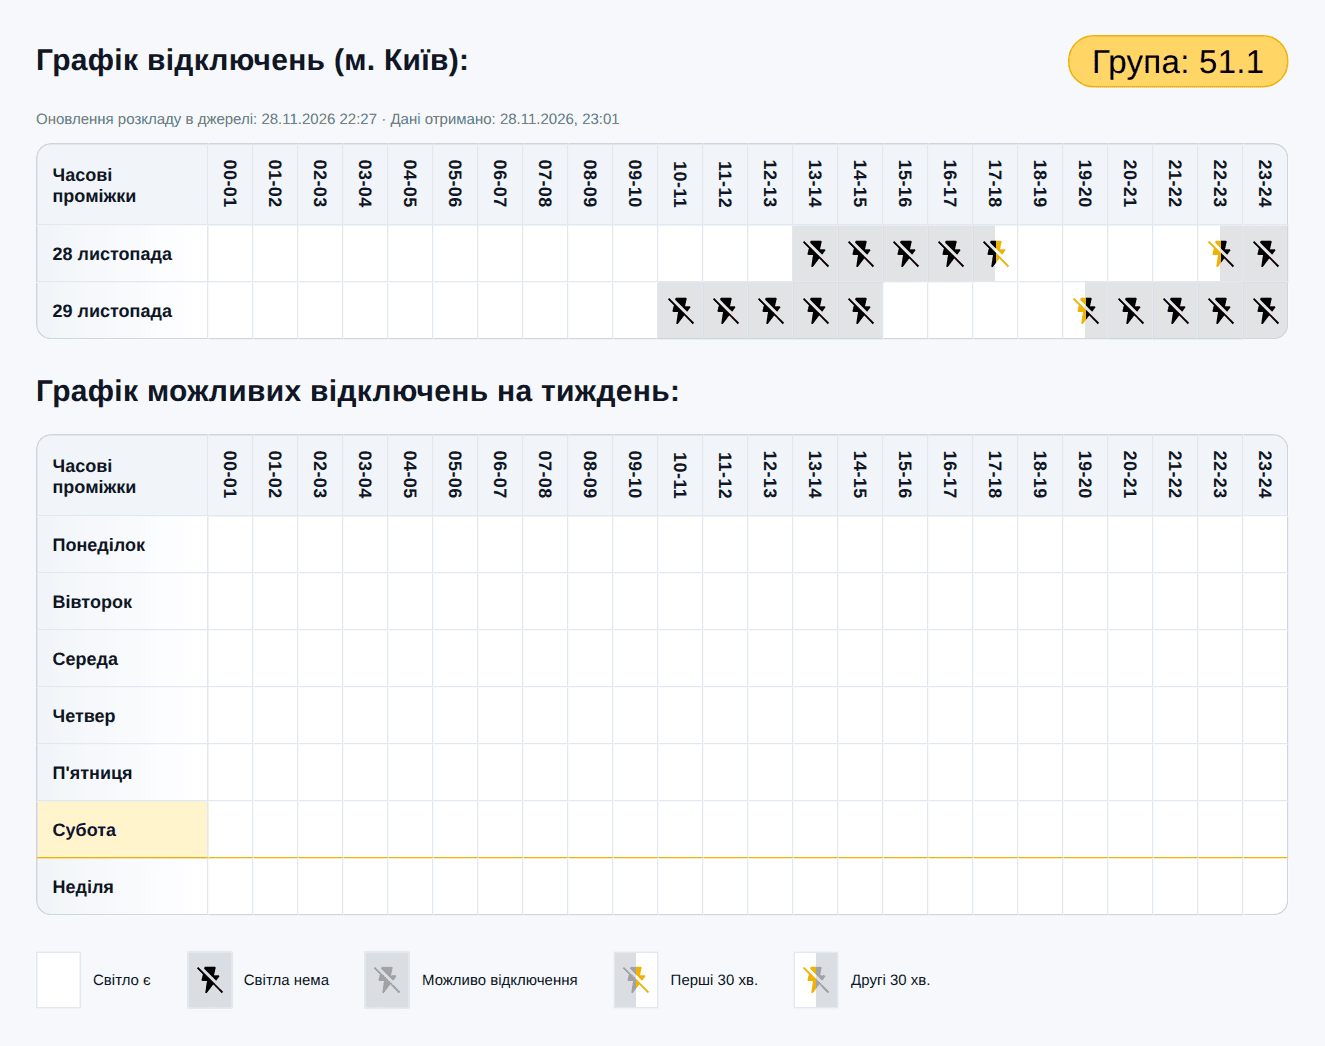 Графік відключень (м. Київ):
Група: 51.1
Оновлення розкладу в джерелі: 28.11.2026 22:27 · Дані отримано: 28.11.2026, 23:01
Часові
проміжки
00-01
01-02
02-03
03-04
04-05
05-06
06-07
07-08
08-09
09-10
10-11
11-12
12-13
13-14
14-15
15-16
16-17
17-18
18-19
19-20
20-21
21-22
22-23
23-24
28 листопада
29 листопада
Графік можливих відключень на тиждень:
Часові
проміжки
00-01
01-02
02-03
03-04
04-05
05-06
06-07
07-08
08-09
09-10
10-11
11-12
12-13
13-14
14-15
15-16
16-17
17-18
18-19
19-20
20-21
21-22
22-23
23-24
Понеділок
Вівторок
Середа
Четвер
П'ятниця
Субота
Неділя
Світло є
Світла нема
Можливо відключення
Перші 30 хв.
Другі 30 хв.